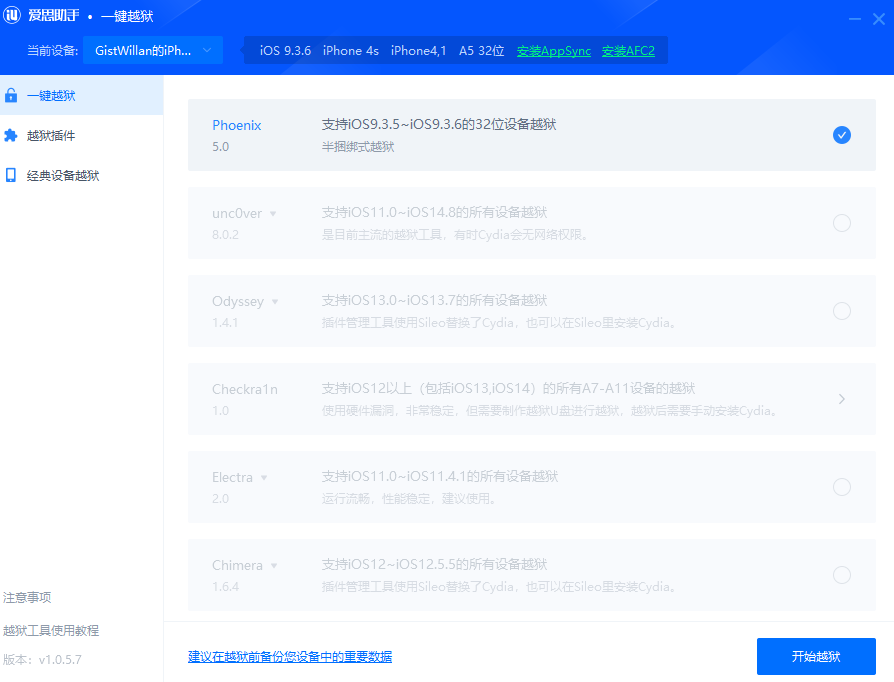 iU 爱思助手 • 一键越狱
当前设备: GistWillan的iPh... iOS 9.3.6 iPhone 4s iPhone4,1 A5 32位 安装AppSync 安装AFC2
一键越狱
越狱插件
经典设备越狱
Phoenix 支持iOS9.3.5~iOS9.3.6的32位设备越狱
5.0 半捆绑式越狱
unc0ver 支持iOS11.0~iOS14.8的所有设备越狱
8.0.2 是目前主流的越狱工具，有时Cydia会无网络权限。
Odyssey 支持iOS13.0~iOS13.7的所有设备越狱
1.4.1 插件管理工具使用Sileo替换了Cydia，也可以在Sileo里安装Cydia。
Checkra1n 支持iOS12以上（包括iOS13,iOS14）的所有A7-A11设备的越狱
1.0 使用硬件漏洞，非常稳定，但需要制作越狱U盘进行越狱，越狱后需要手动安装Cydia。
Electra 支持iOS11.0~iOS11.4.1的所有设备越狱
2.0 运行流畅，性能稳定，建议使用。
Chimera 支持iOS12~iOS12.5.5的所有设备越狱
1.6.4 插件管理工具使用Sileo替换了Cydia，也可以在Sileo里安装Cydia。
注意事项
越狱工具使用教程
版本：v1.0.5.7
建议在越狱前备份您设备中的重要数据
开始越狱